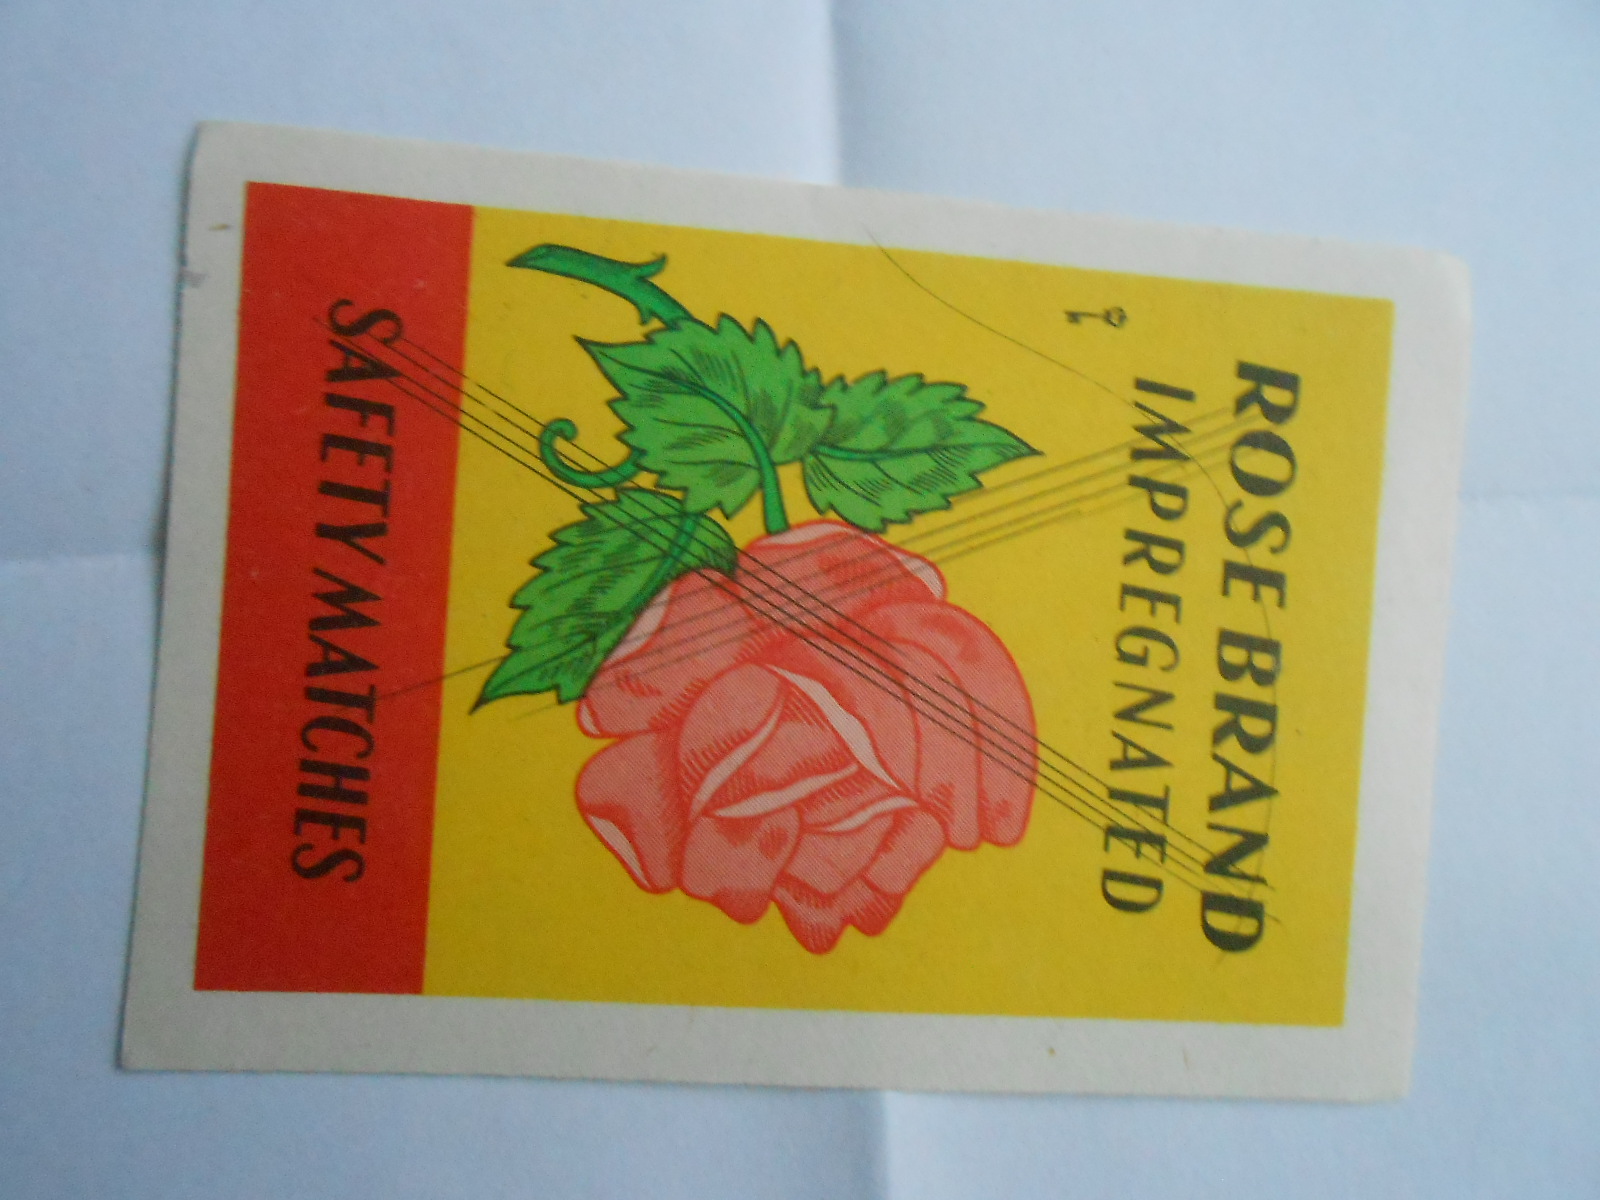 ROSE BRAND
IMPREGNATED
SAFETY MATCHES